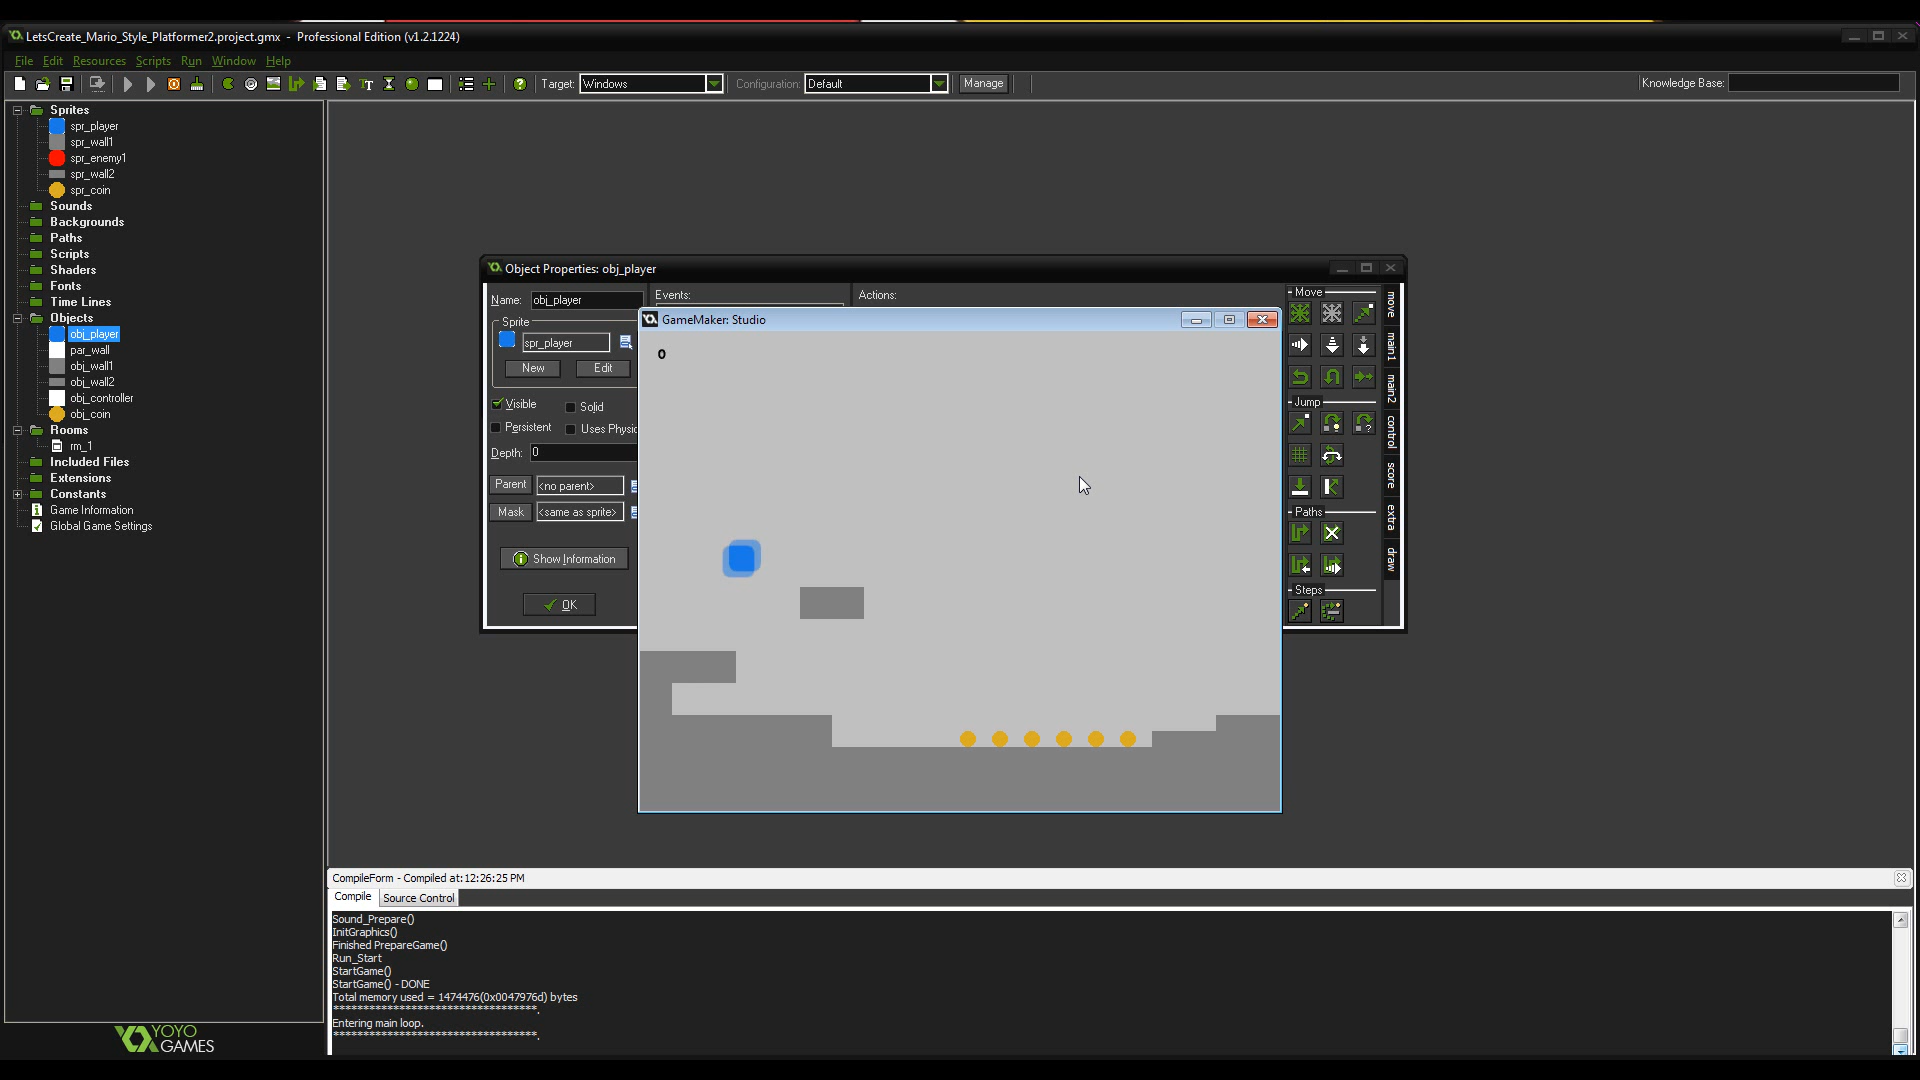 LetsCreate_Mario_Style_Platformer2.project.gmx - Professional Edition (v1.2.1224)
File Edit Resources Scripts Run Window Help
Target: Windows Configuration: Default Manage Knowledge Base:
Sprites
spr_player
spr_wall1
spr_enemy1
spr_wall2
spr_coin
Sounds
Backgrounds
Paths
Scripts
Shaders
Fonts
Time Lines
Objects
obj_player
par_wall
obj_wall1
obj_wall2
obj_controller
obj_coin
Rooms
rm_1
Included Files
Extensions
Constants
Game Information
Global Game Settings
YOYO
GAMES
Object Properties: obj_player
Name: obj_player
Events:
Actions:
Sprite
spr_player
New Edit
Visible Solid
Persistent Uses Physic
Depth: 0
Parent <no parent>
Mask <same as sprite>
Show Information
OK
GameMaker: Studio
0
Move
Jump
Paths
Steps
move
main1
main2
control
score
extra
draw
CompileForm - Compiled at: 12:26:25 PM
Compile Source Control
Sound_Prepare()
InitGraphics()
Finished PrepareGame()
Run_Start
StartGame()
StartGame() - DONE
Total memory used = 1474476(0x0047976d) bytes
***********************************.
Entering main loop.
***********************************.